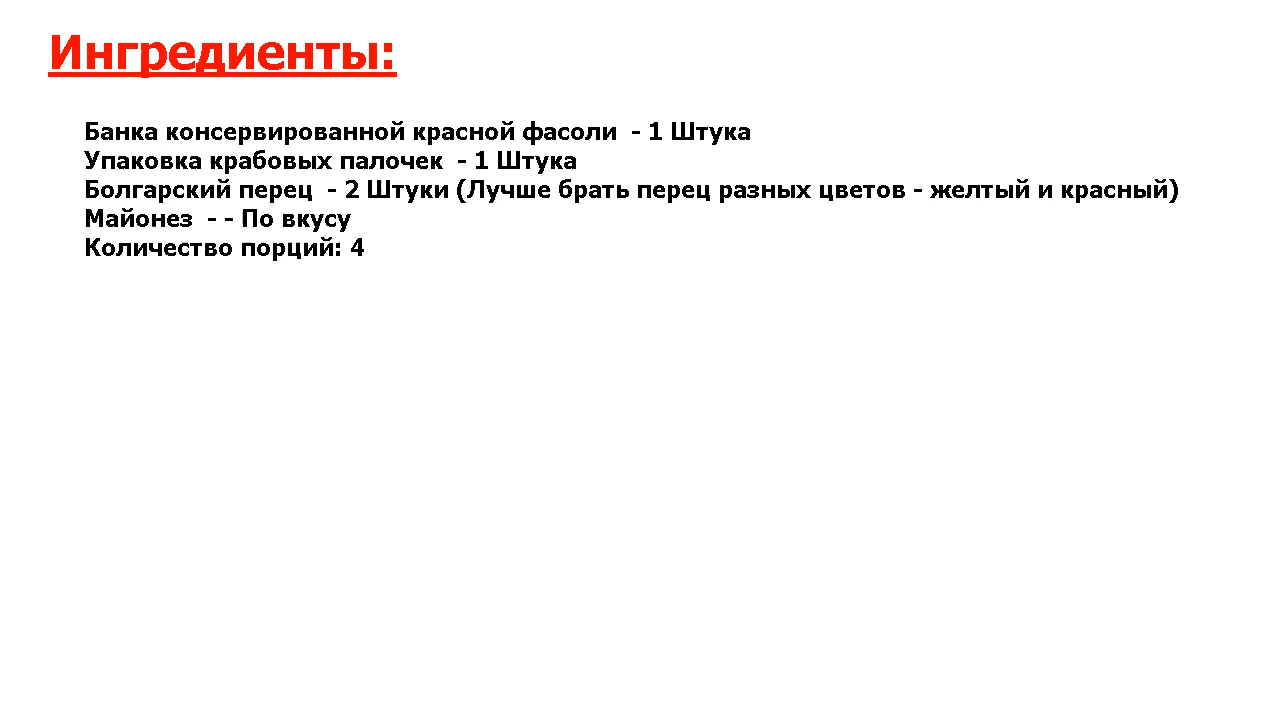 Ингредиенты:
Банка консервированной красной фасоли  - 1 Штука
Упаковка крабовых палочек  - 1 Штука
Болгарский перец  - 2 Штуки (Лучше брать перец разных цветов - желтый и красный)
Майонез  - - По вкусу
Количество порций: 4